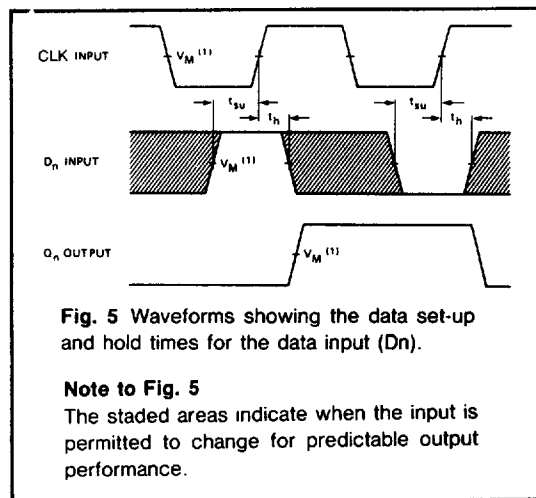 CLK INPUT
V_M (1)
t_su
t_h
t_su
t_h
D_n INPUT
V_M (1)
Q_n OUTPUT
V_M (1)
Fig. 5 Waveforms showing the data set-up
and hold times for the data input (Dn).
Note to Fig. 5
The staded areas indicate when the input is
permitted to change for predictable output
performance.